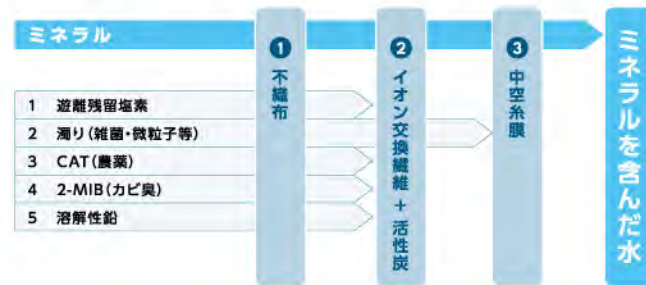 ミネラル
1 不織布
2 イオン交換繊維 + 活性炭
3 中空糸膜
ミネラルを含んだ水
1 遊離残留塩素
2 濁り(雑菌・微粒子等)
3 CAT(農薬)
4 2-MIB(カビ臭)
5 溶解性鉛